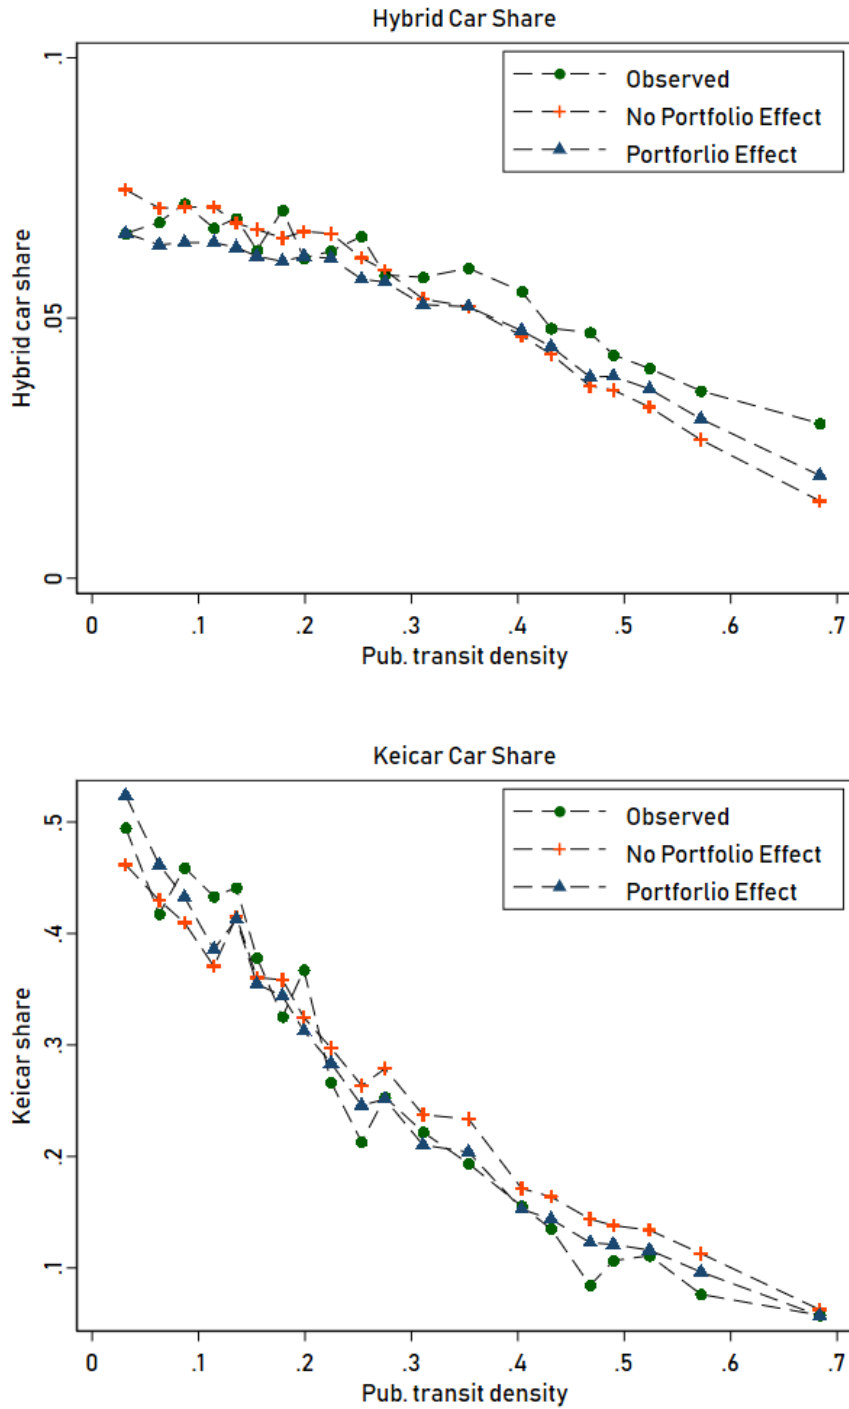 Hybrid Car Share
Observed
No Portfolio Effect
Portforlio Effect
Hybrid car share
.1
.05
0
0 .1 .2 .3 .4 .5 .6 .7
Pub. transit density
Keicar Car Share
Observed
No Portfolio Effect
Portforlio Effect
Keicar share
.5
.4
.3
.2
.1
0 .1 .2 .3 .4 .5 .6 .7
Pub. transit density